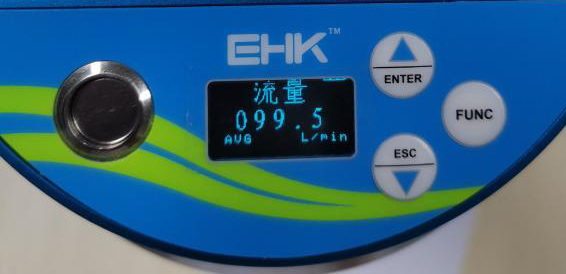 EHK™
流量
099.5
AVG L/min
ENTER
FUNC
ESC